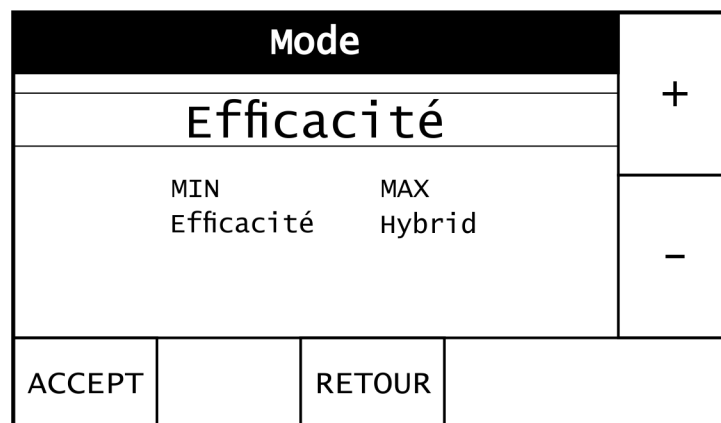 Mode
+
Efficacité
MIN MAX
Efficacité Hybrid
-
ACCEPT RETOUR